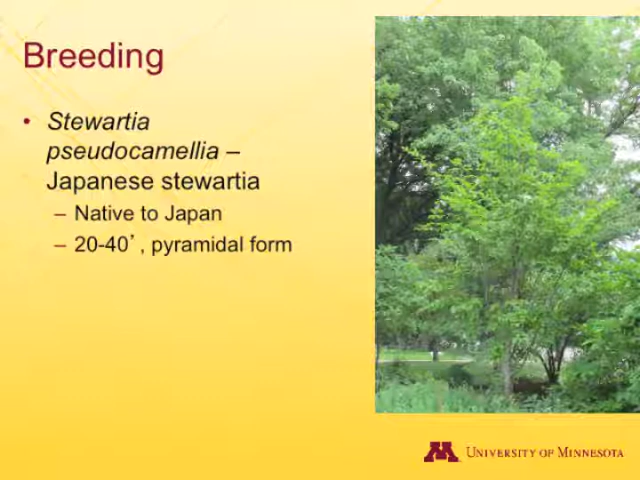 Breeding
• Stewartia
pseudocamellia –
Japanese stewartia
– Native to Japan
– 20-40’, pyramidal form
M UNIVERSITY OF MINNESOTA